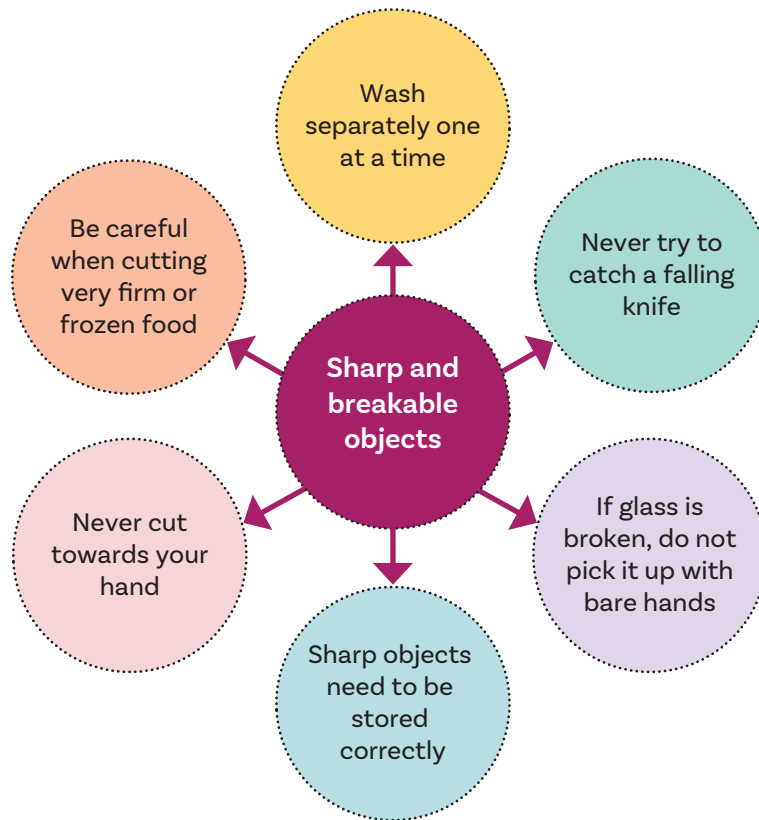 Wash
separately one
at a time
Be careful
when cutting
very firm or
frozen food
Never try to
catch a falling
knife
Sharp and
breakable
objects
Never cut
towards your
hand
If glass is
broken, do not
pick it up with
bare hands
Sharp objects
need to be
stored
correctly